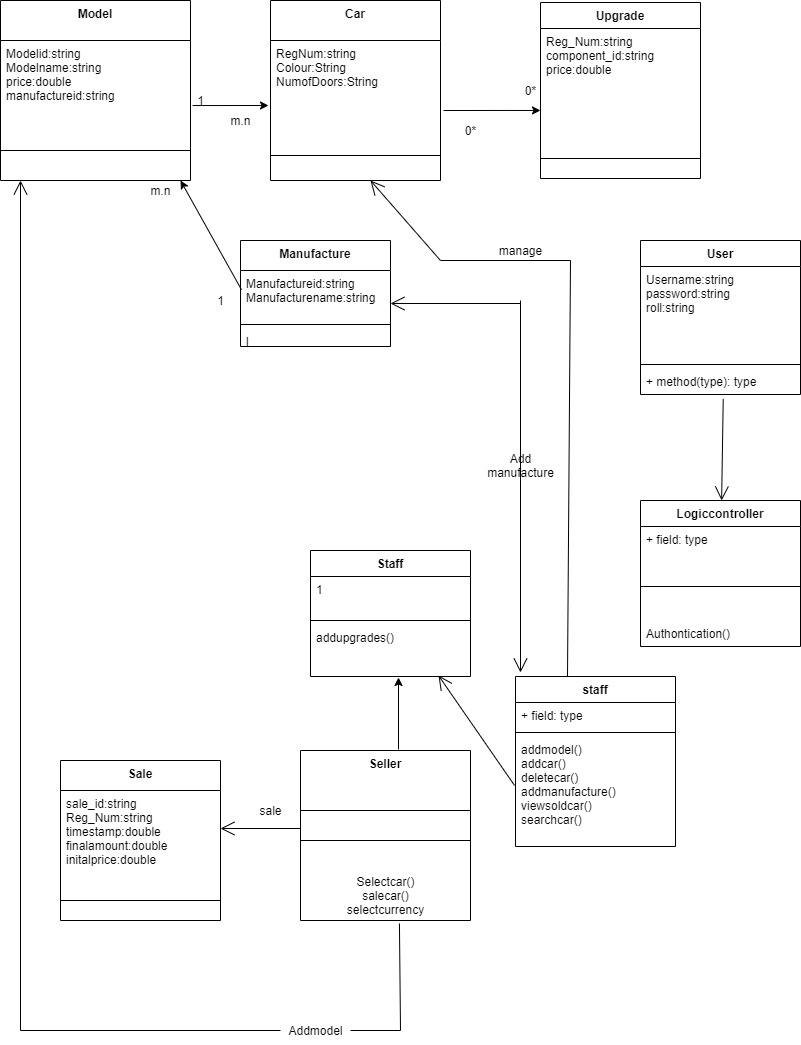 Model
Modelid:string
Modelname:string
price:double
manufactureid:string
1
m.n
Car
RegNum:string
Colour:String
NumofDoors:String
0*
0*
Upgrade
Reg_Num:string
component_id:string
price:double
m.n
1
Manufacture
Manufactureid:string
Manufacturename:string
manage
User
Username:string
password:string
roll:string
+ method(type): type
Add
manufacture
Logiccontroller
+ field: type
Authontication()
Staff
1
addupgrades()
staff
+ field: type
addmodel()
addcar()
deletecar()
addmanufacture()
viewsoldcar()
searchcar()
Sale
sale_id:string
Reg_Num:string
timestamp:double
finalamount:double
initalprice:double
sale
Seller
Selectcar()
salecar()
selectcurrency
Addmodel